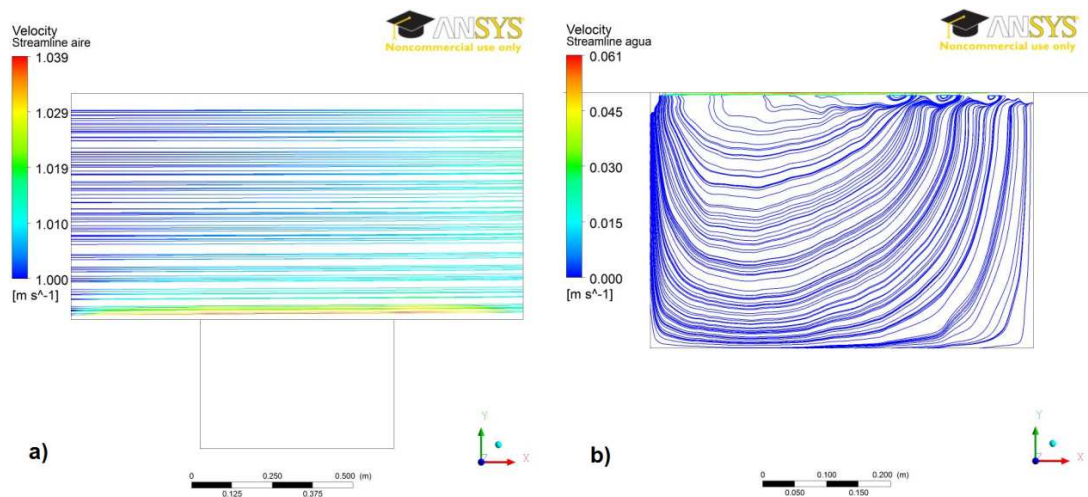 Velocity
Streamline aire
1.039
1.029
1.019
1.010
1.000
[m s^-1]
ANSYS
Noncommercial use only
Y
X
Z
0 0.250 0.500 (m)
0.125 0.375
a)
Velocity
Streamline agua
0.061
0.045
0.030
0.015
0.000
[m s^-1]
ANSYS
Noncommercial use only
Y
X
Z
0 0.100 0.200 (m)
0.050 0.150
b)